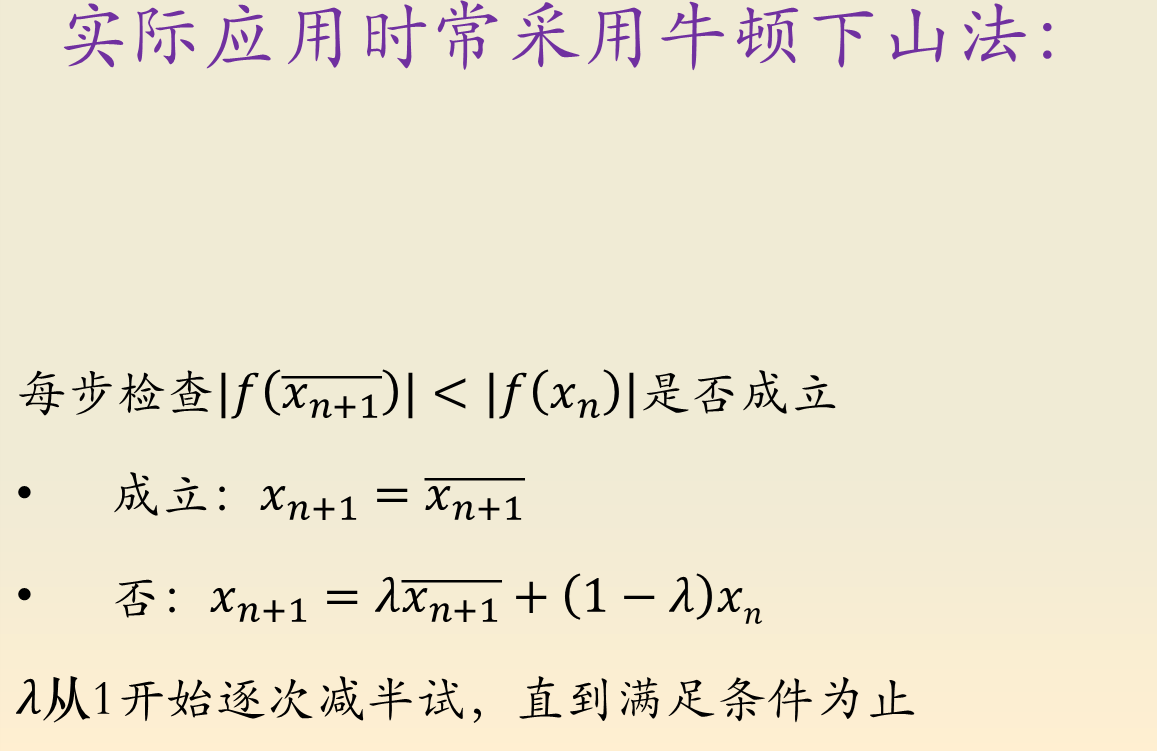 实际应用时常采用牛顿下山法：
每步检查|f(x̅ₙ₊₁)| < |f(xₙ)|是否成立
• 成立：xₙ₊₁ = x̅ₙ₊₁
• 否：xₙ₊₁ = λx̅ₙ₊₁ + (1 − λ)xₙ
λ从1开始逐次减半试，直到满足条件为止